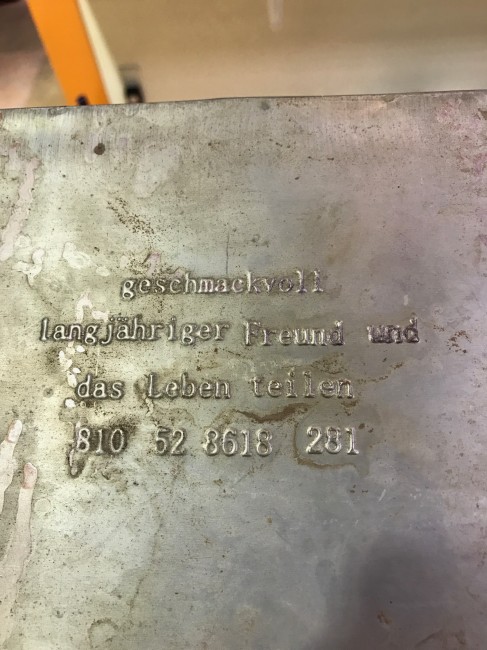 geschmackvoll
langjähriger Freund und
das Leben teilen
810 52 8618 281